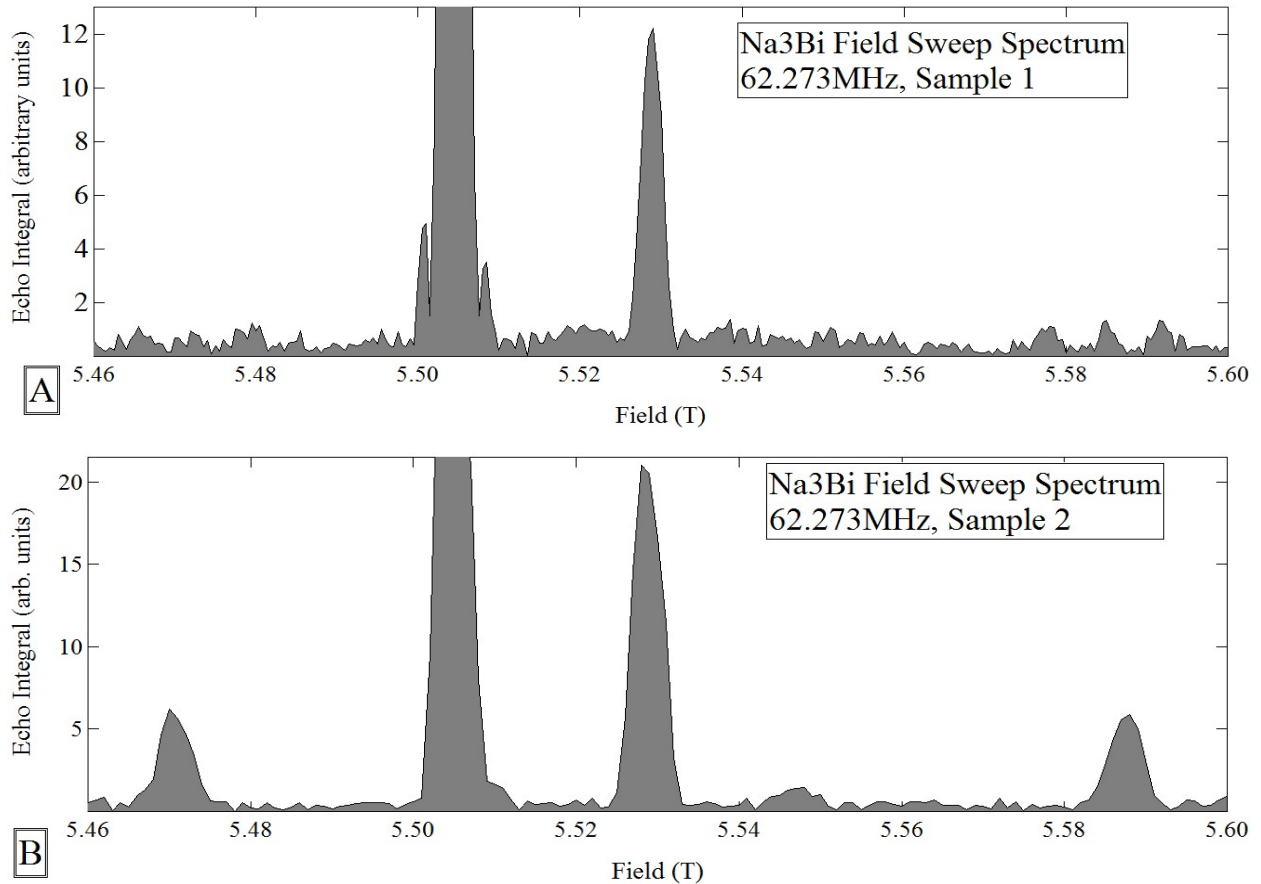 Echo Integral (arbitrary units)
12
10
8
6
4
2
Na3Bi Field Sweep Spectrum
62.273MHz, Sample 1
5.46 5.48 5.50 5.52 5.54 5.56 5.58 5.60
A
Field (T)
Echo Integral (arb. units)
20
15
10
5
Na3Bi Field Sweep Spectrum
62.273MHz, Sample 2
5.46 5.48 5.50 5.52 5.54 5.56 5.58 5.60
B
Field (T)